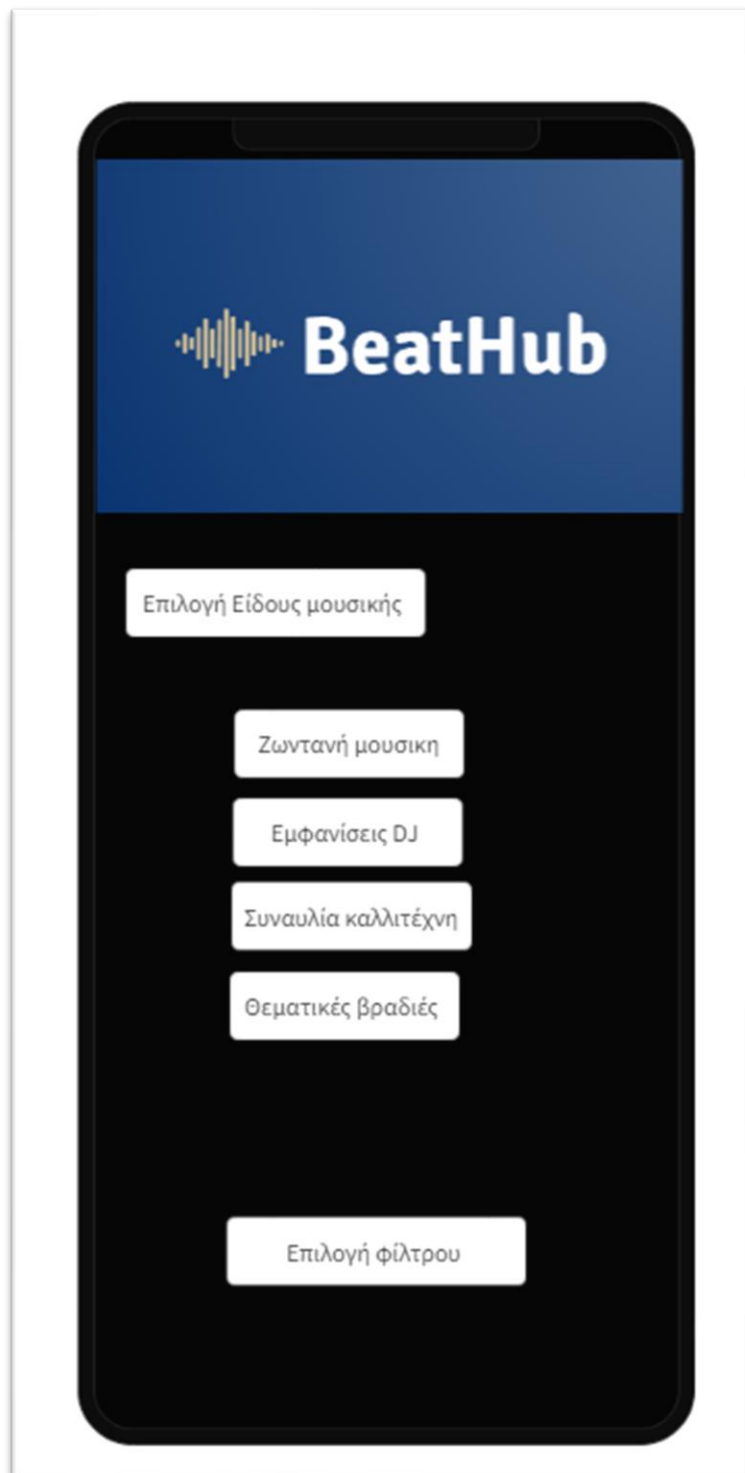 BeatHub
Επιλογή Είδους μουσικής
Ζωντανή μουσικη
Εμφανίσεις DJ
Συναυλία καλλιτέχνη
Θεματικές βραδιές
Επιλογή φίλτρου